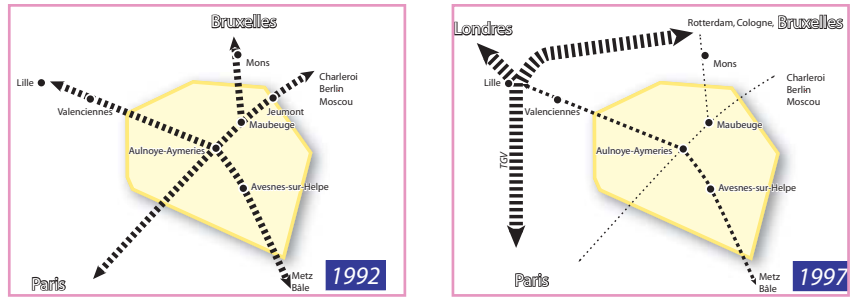 Bruxelles
Mons
Lille
Charleroi
Berlin
Moscou
Valenciennes
Jeumont
Maubeuge
Aulnoye-Aymeries
Avesnes-sur-Helpe
Paris
Metz
Bâle
1992
Rotterdam, Cologne, Bruxelles
Londres
Mons
Lille
Charleroi
Berlin
Moscou
Valenciennes
Maubeuge
TGV
Aulnoye-Aymeries
Avesnes-sur-Helpe
Paris
Metz
Bâle
1997